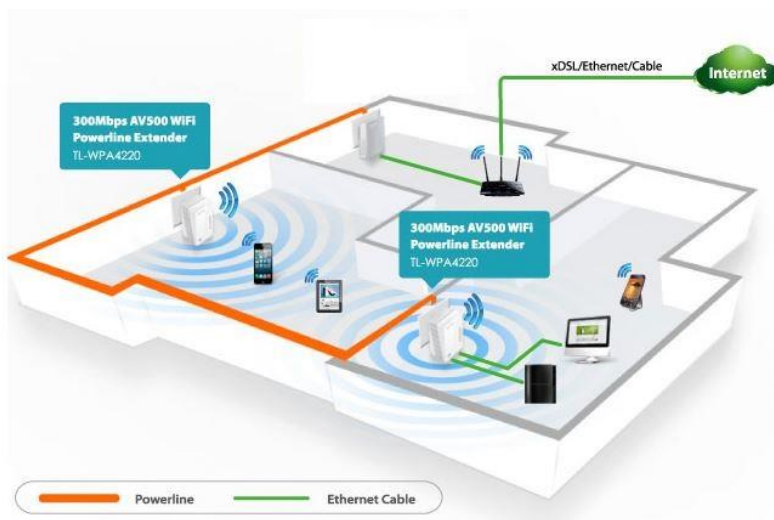 xDSL/Ethernet/Cable
Internet
300Mbps AV500 WiFi
Powerline Extender
TL-WPA4220
300Mbps AV500 WiFi
Powerline Extender
TL-WPA4220
Powerline
Ethernet Cable